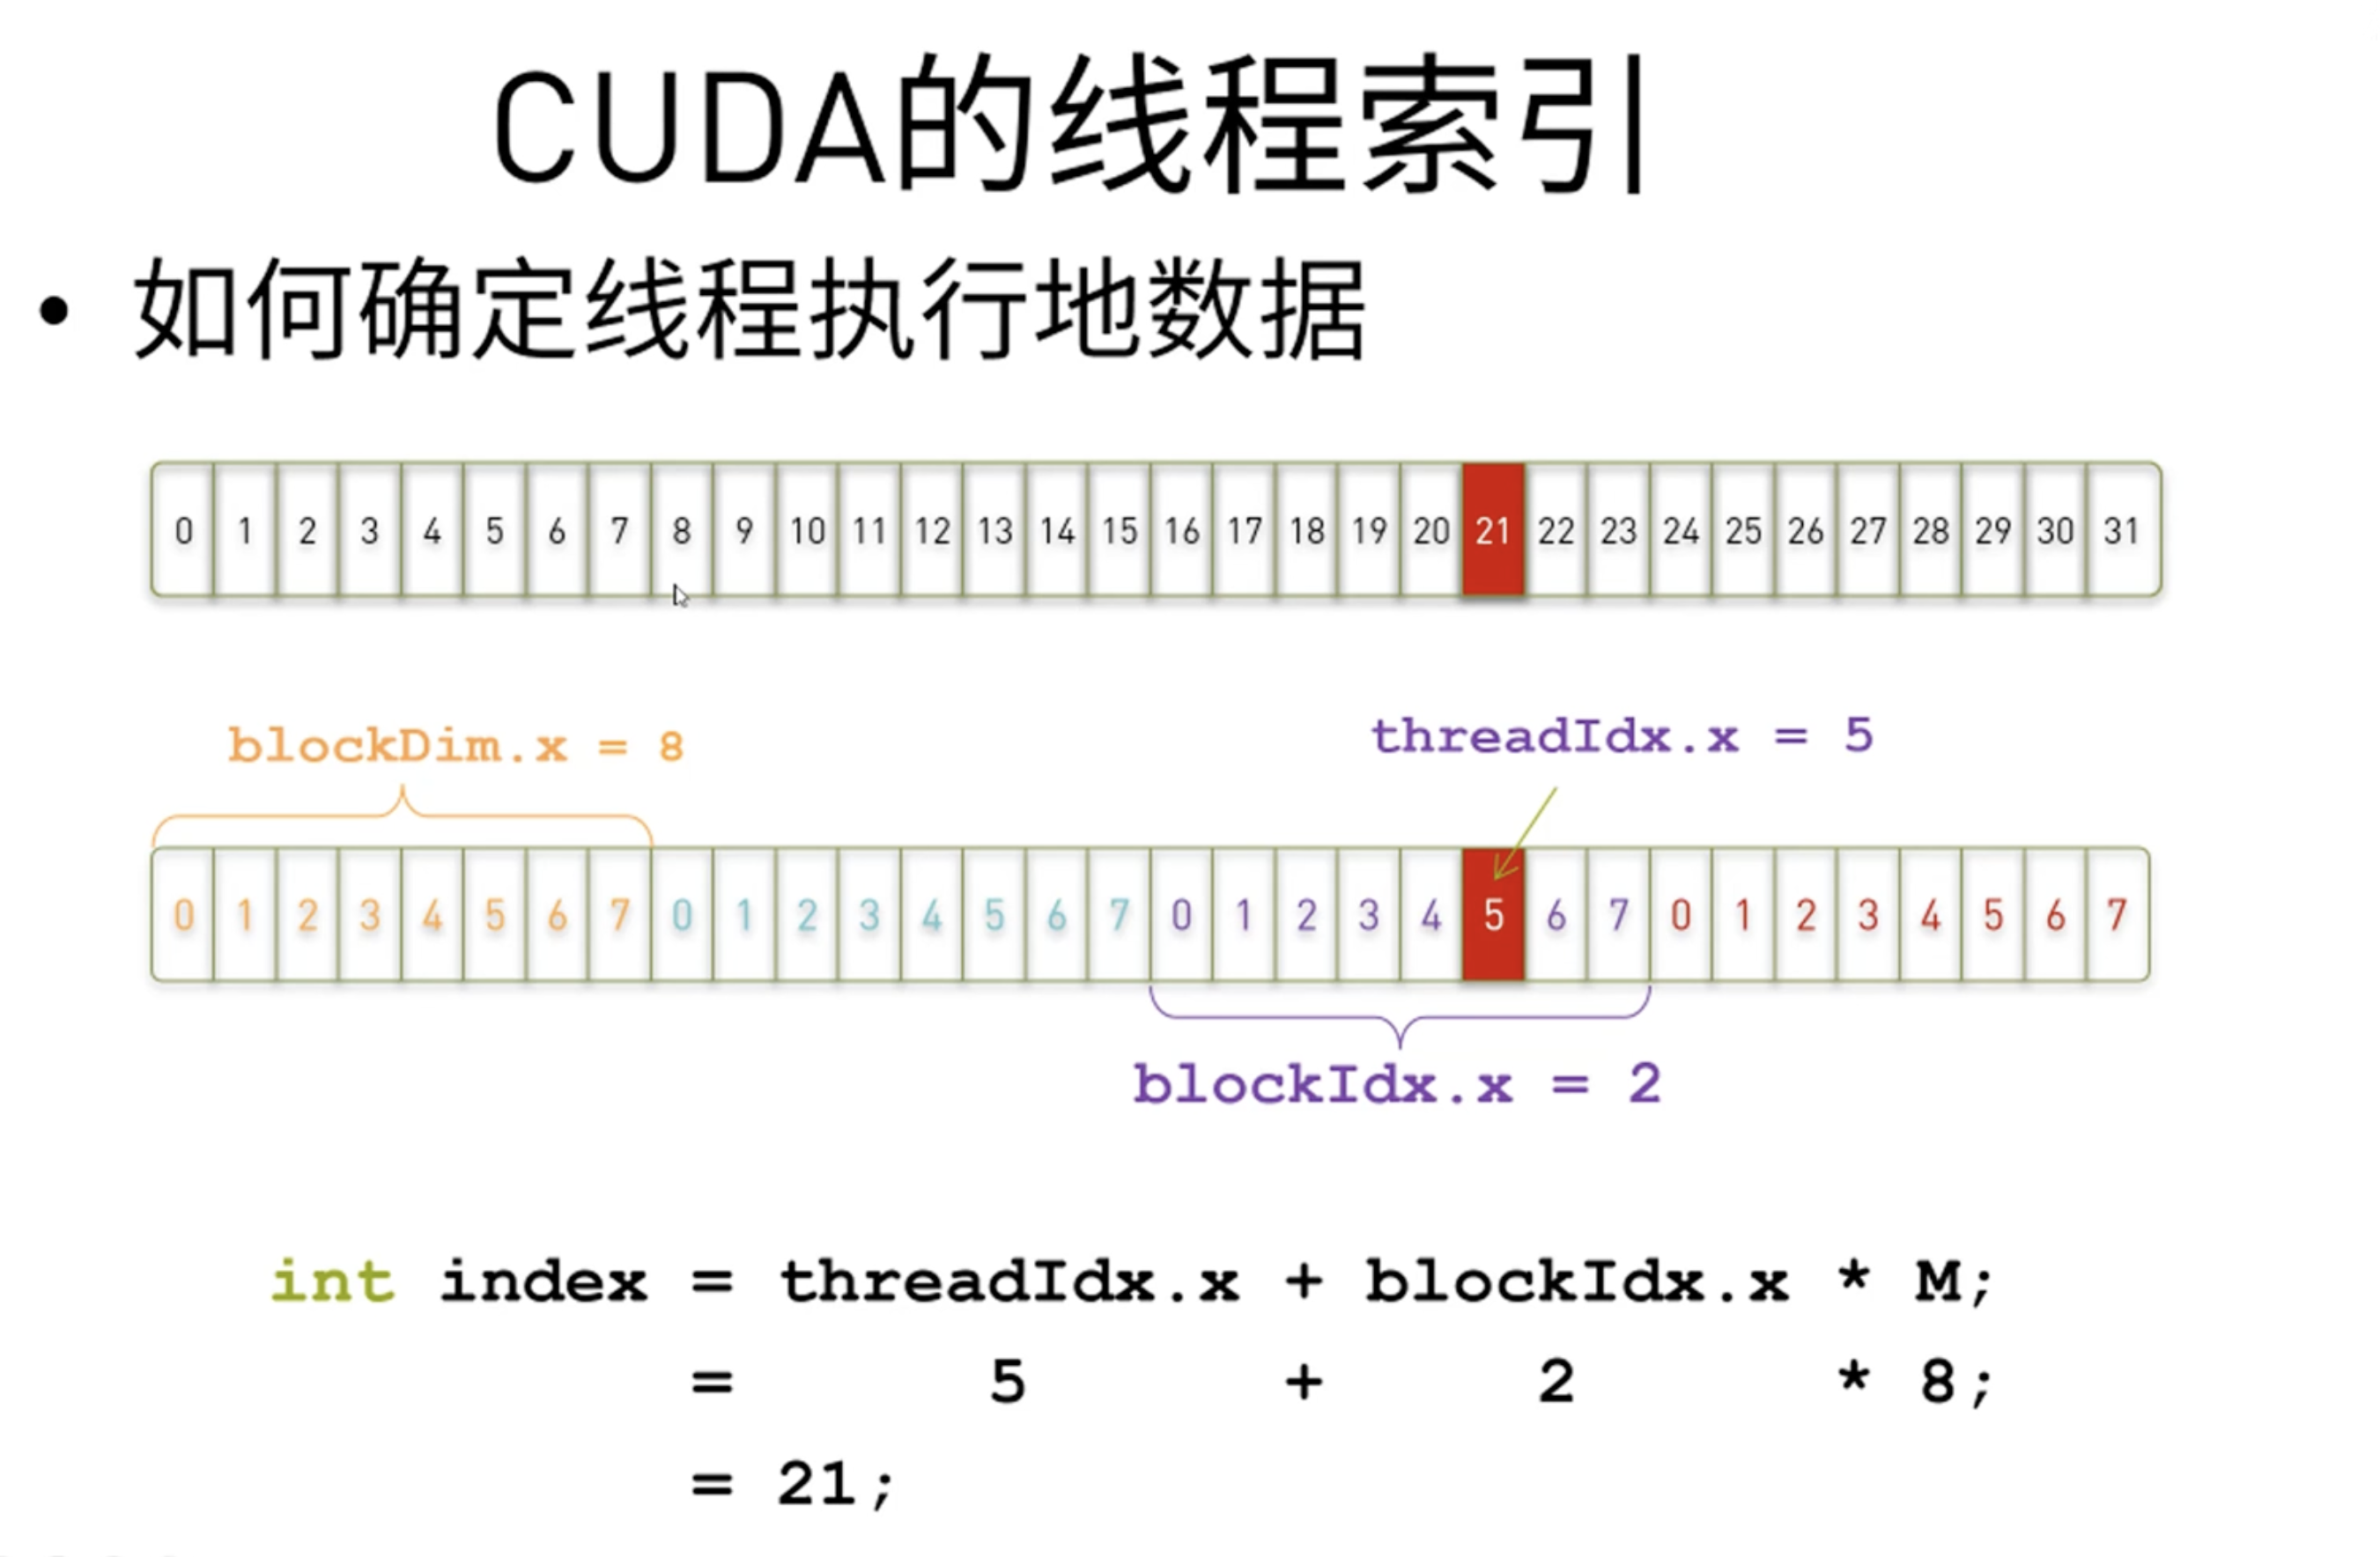 CUDA的线程索引
• 如何确定线程执行地数据
0 1 2 3 4 5 6 7 8 9 10 11 12 13 14 15 16 17 18 19 20 21 22 23 24 25 26 27 28 29 30 31
blockDim.x = 8
threadIdx.x = 5
0 1 2 3 4 5 6 7 0 1 2 3 4 5 6 7 0 1 2 3 4 5 6 7 0 1 2 3 4 5 6 7
blockIdx.x = 2
int index = threadIdx.x + blockIdx.x * M;
= 5 + 2 * 8;
= 21;